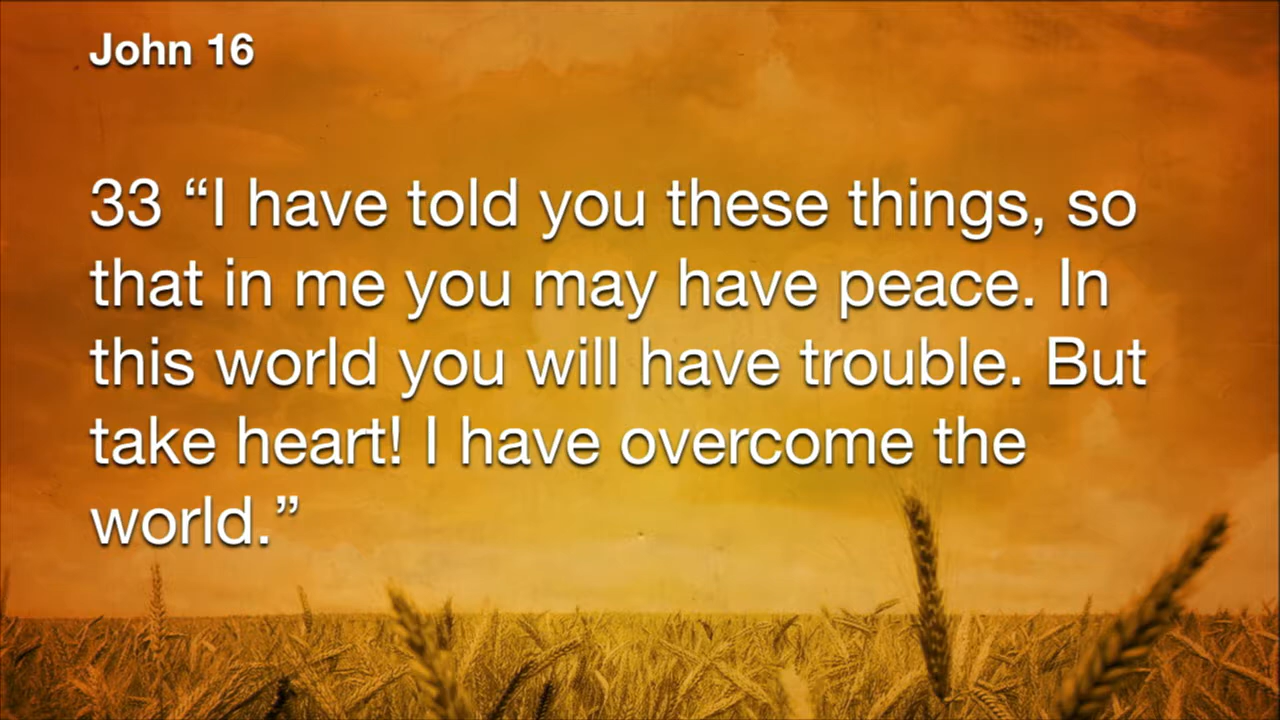 John 16
33 “I have told you these things, so
that in me you may have peace. In
this world you will have trouble. But
take heart! I have overcome the
world.”